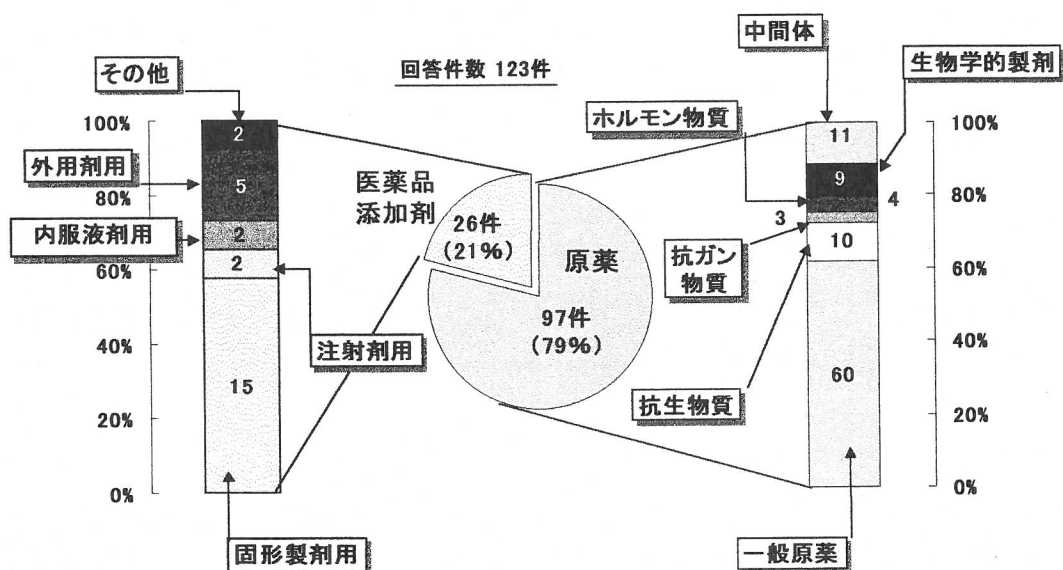 回答件数 123件
その他
外用剤用
内服液剤用
注射剤用
固形製剤用
100%
80%
60%
40%
20%
0%
2
5
2
2
15
医薬品
添加剤
26件
(21%)
原薬
97件
(79%)
中間体
生物学的製剤
ホルモン物質
抗ガン
物質
抗生物質
一般原薬
11
9
4
3
10
60
100%
80%
60%
40%
20%
0%